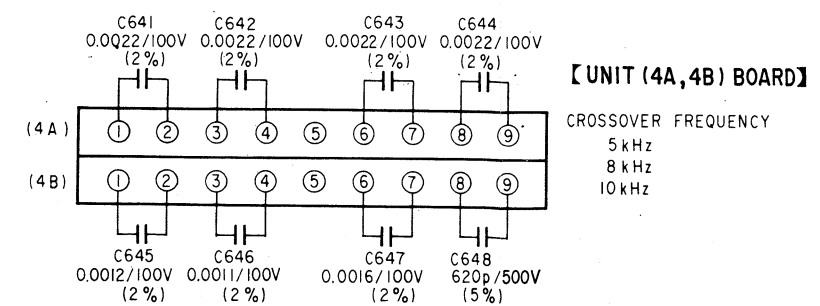 C641 C642 C643 C644
0.0022/100V 0.0022/100V 0.0022/100V 0.0022/100V
(2%) (2%) (2%) (2%)
【UNIT (4A,4B) BOARD】
(4A) ① ② ③ ④ ⑤ ⑥ ⑦ ⑧ ⑨
CROSSOVER FREQUENCY
5kHz
8kHz
10kHz
(4B) ① ② ③ ④ ⑤ ⑥ ⑦ ⑧ ⑨
C645 C646 C647 C648
0.0012/100V 0.0011/100V 0.0016/100V 620p/500V
(2%) (2%) (2%) (5%)